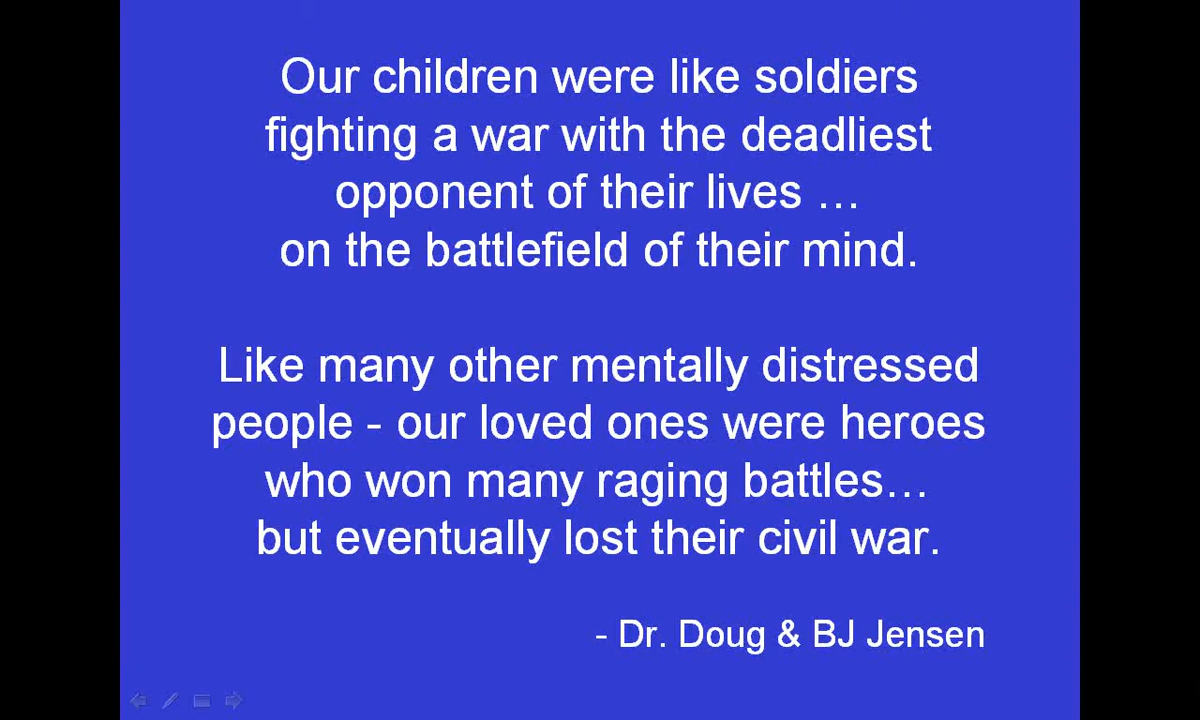 Our children were like soldiers
fighting a war with the deadliest
opponent of their lives ...
on the battlefield of their mind.
Like many other mentally distressed
people - our loved ones were heroes
who won many raging battles...
but eventually lost their civil war.
- Dr. Doug & BJ Jensen